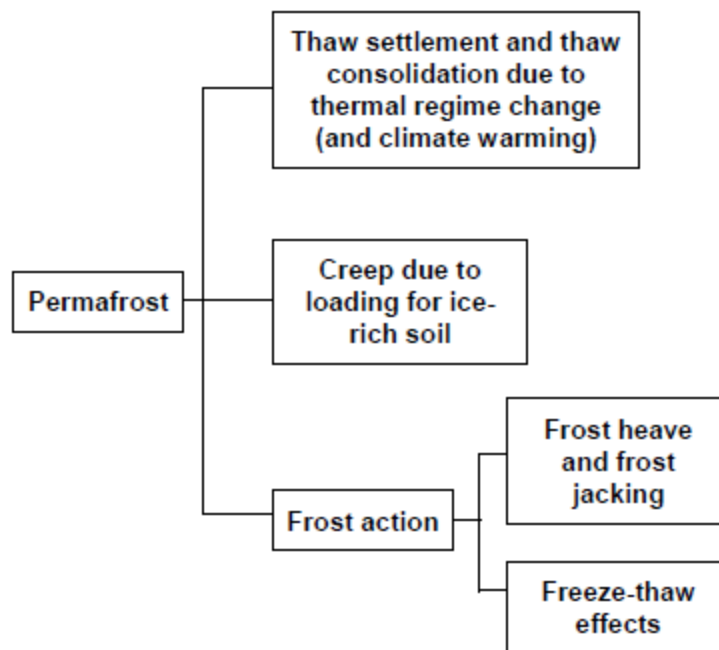 Thaw settlement and thaw
consolidation due to
thermal regime change
(and climate warming)
Permafrost
Creep due to
loading for ice-
rich soil
Frost action
Frost heave
and frost
jacking
Freeze-thaw
effects